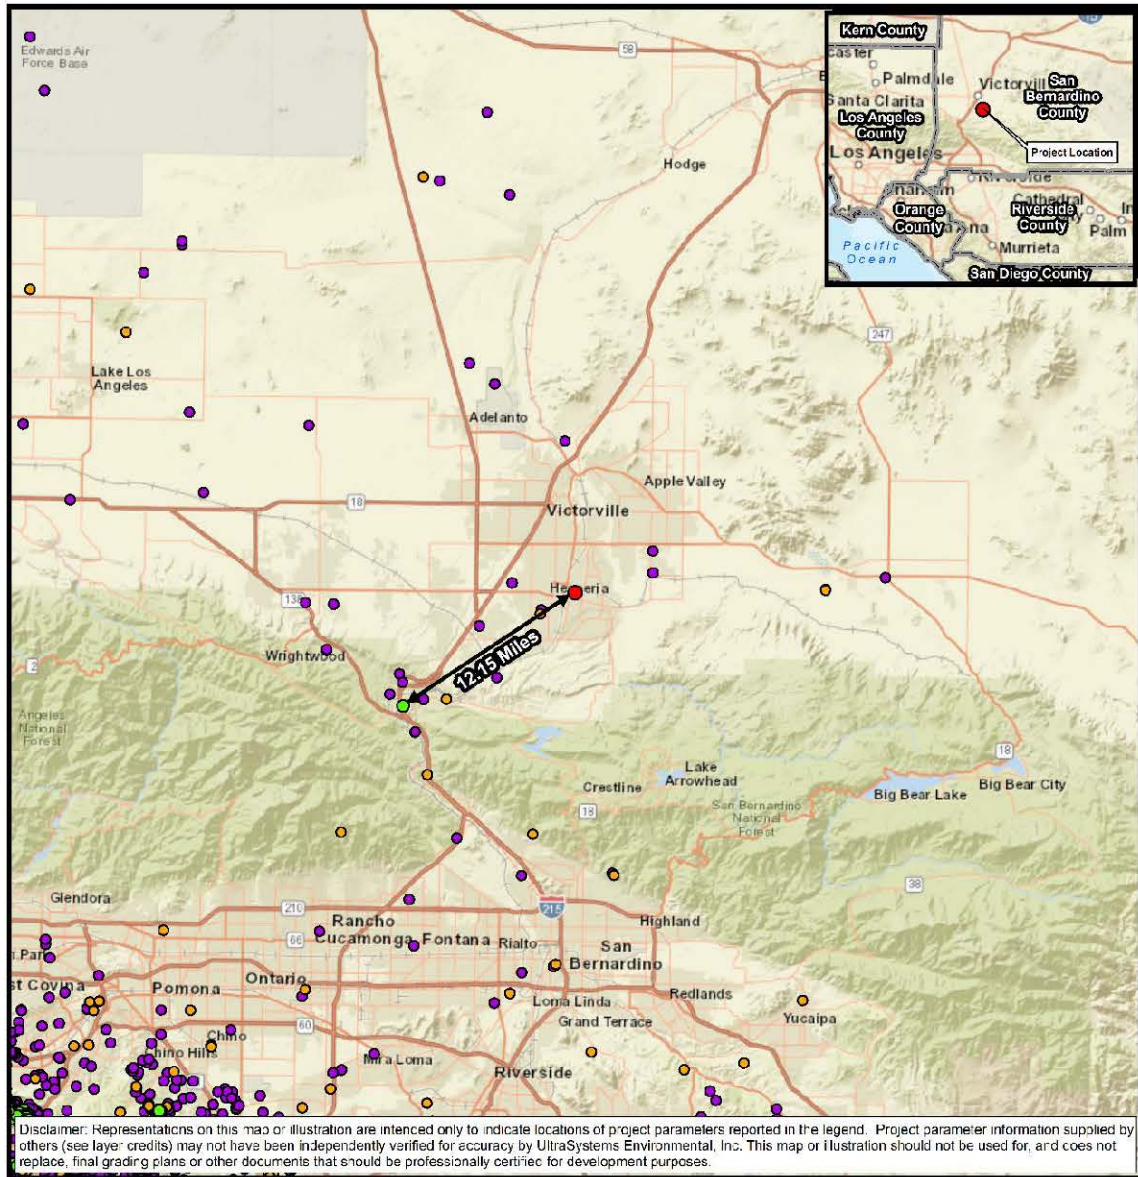 Edwards Air
Force Base
58
Hodge
15
Kern County
Palmdale
Santa Clarita
Los Angeles
County
Los Angeles
Victorvill
San
Bernardino
County
Project Location
Orange
County
Riverside
County
Cathedral
Palm
Murrieta
Pacific
Ocean
San Diego County
247
Lake Los
Angeles
Adelanto
Apple Valley
18
Victorville
138
Wrightwood
2
12.15 Miles
Angeles
National
Forest
Lake
Arrowhead
Crestline
18
San Bernardino
National
Forest
18
Big Bear Lake
Big Bear City
38
Glendora
210
215
Highland
Rancho
Cucamonga
Fontana
Rialto
66
San
Bernardino
st Covina
Pomona
Ontario
Loma Linda
Redlands
Grand Terrace
Yucaipa
60
Chino
Chino Hills
Mira Loma
Riverside
Disclaimer: Representations on this map or illustration are intenced only to indicate locations of project parameters reported in the legend. Project parameter information supplied by
others (see layer credits) may not have been independently verified for accuracy by UltraSystems Environmental, Inc. This map or illustration should not be used for, and coes not
replace, final grading plans or other documents that should be professionally certified for development purposes.